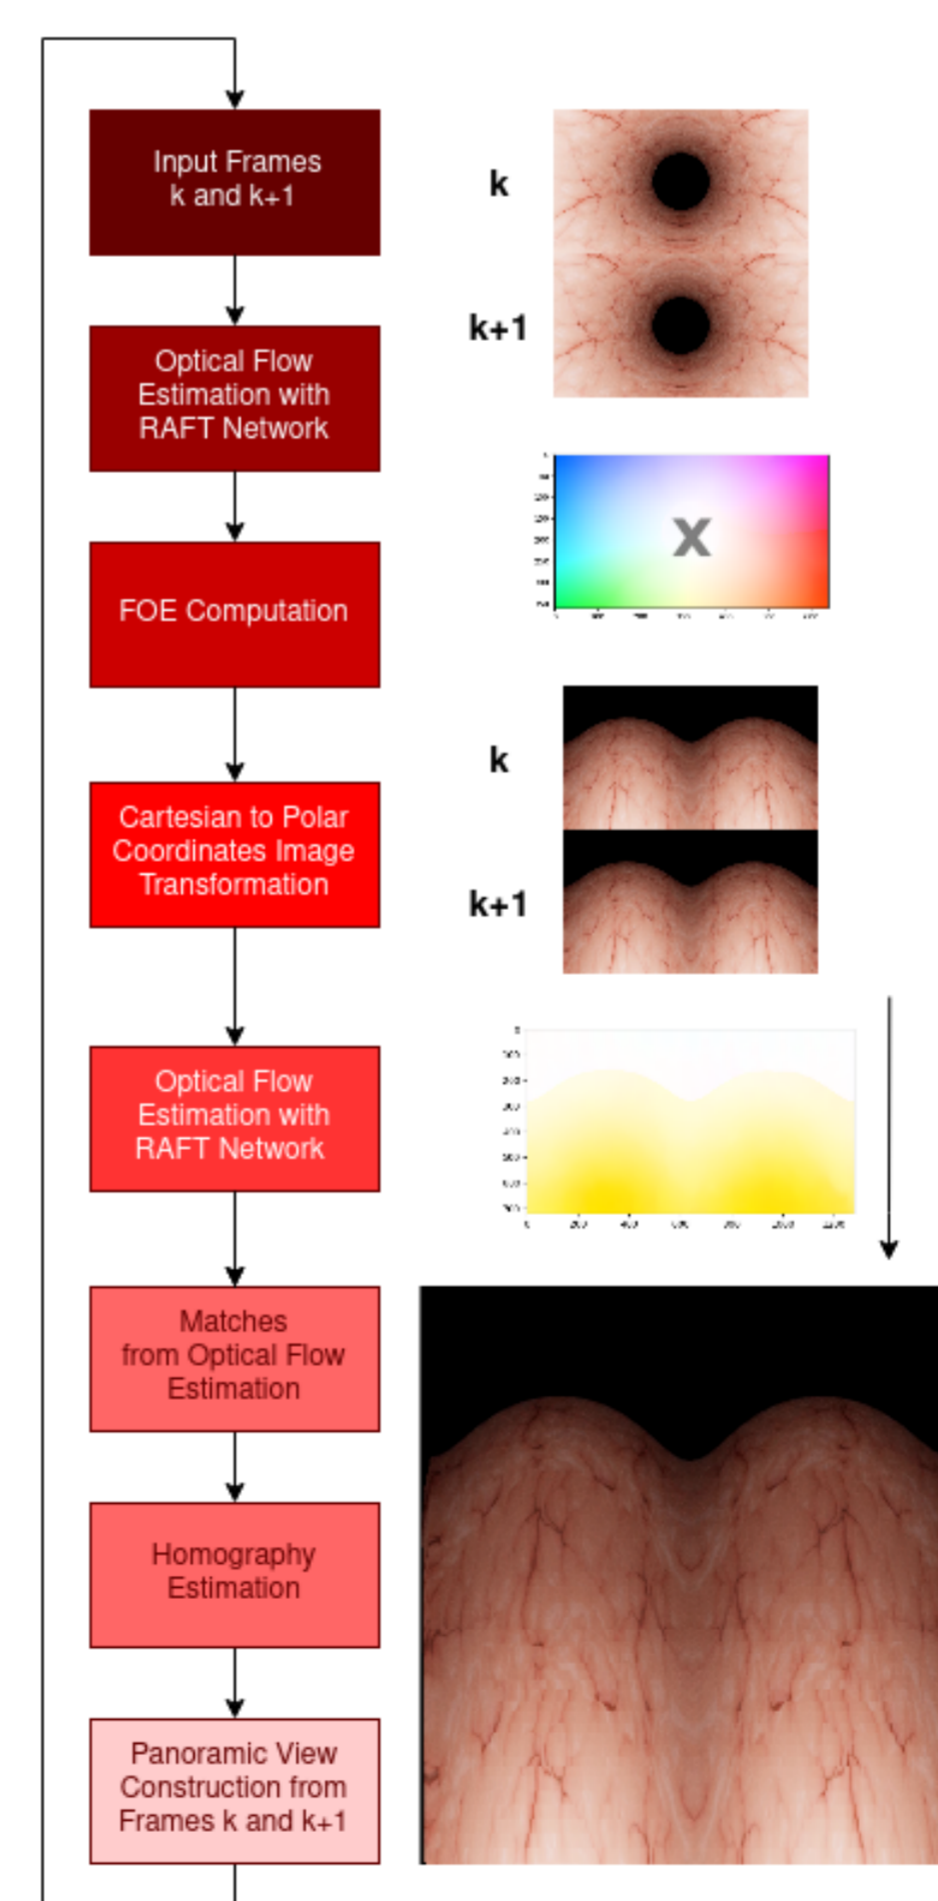 Input Frames
k and k+1
k
k+1
Optical Flow
Estimation with
RAFT Network
X
FOE Computation
k
k+1
Cartesian to Polar
Coordinates Image
Transformation
Optical Flow
Estimation with
RAFT Network
Matches
from Optical Flow
Estimation
Homography
Estimation
Panoramic View
Construction from
Frames k and k+1